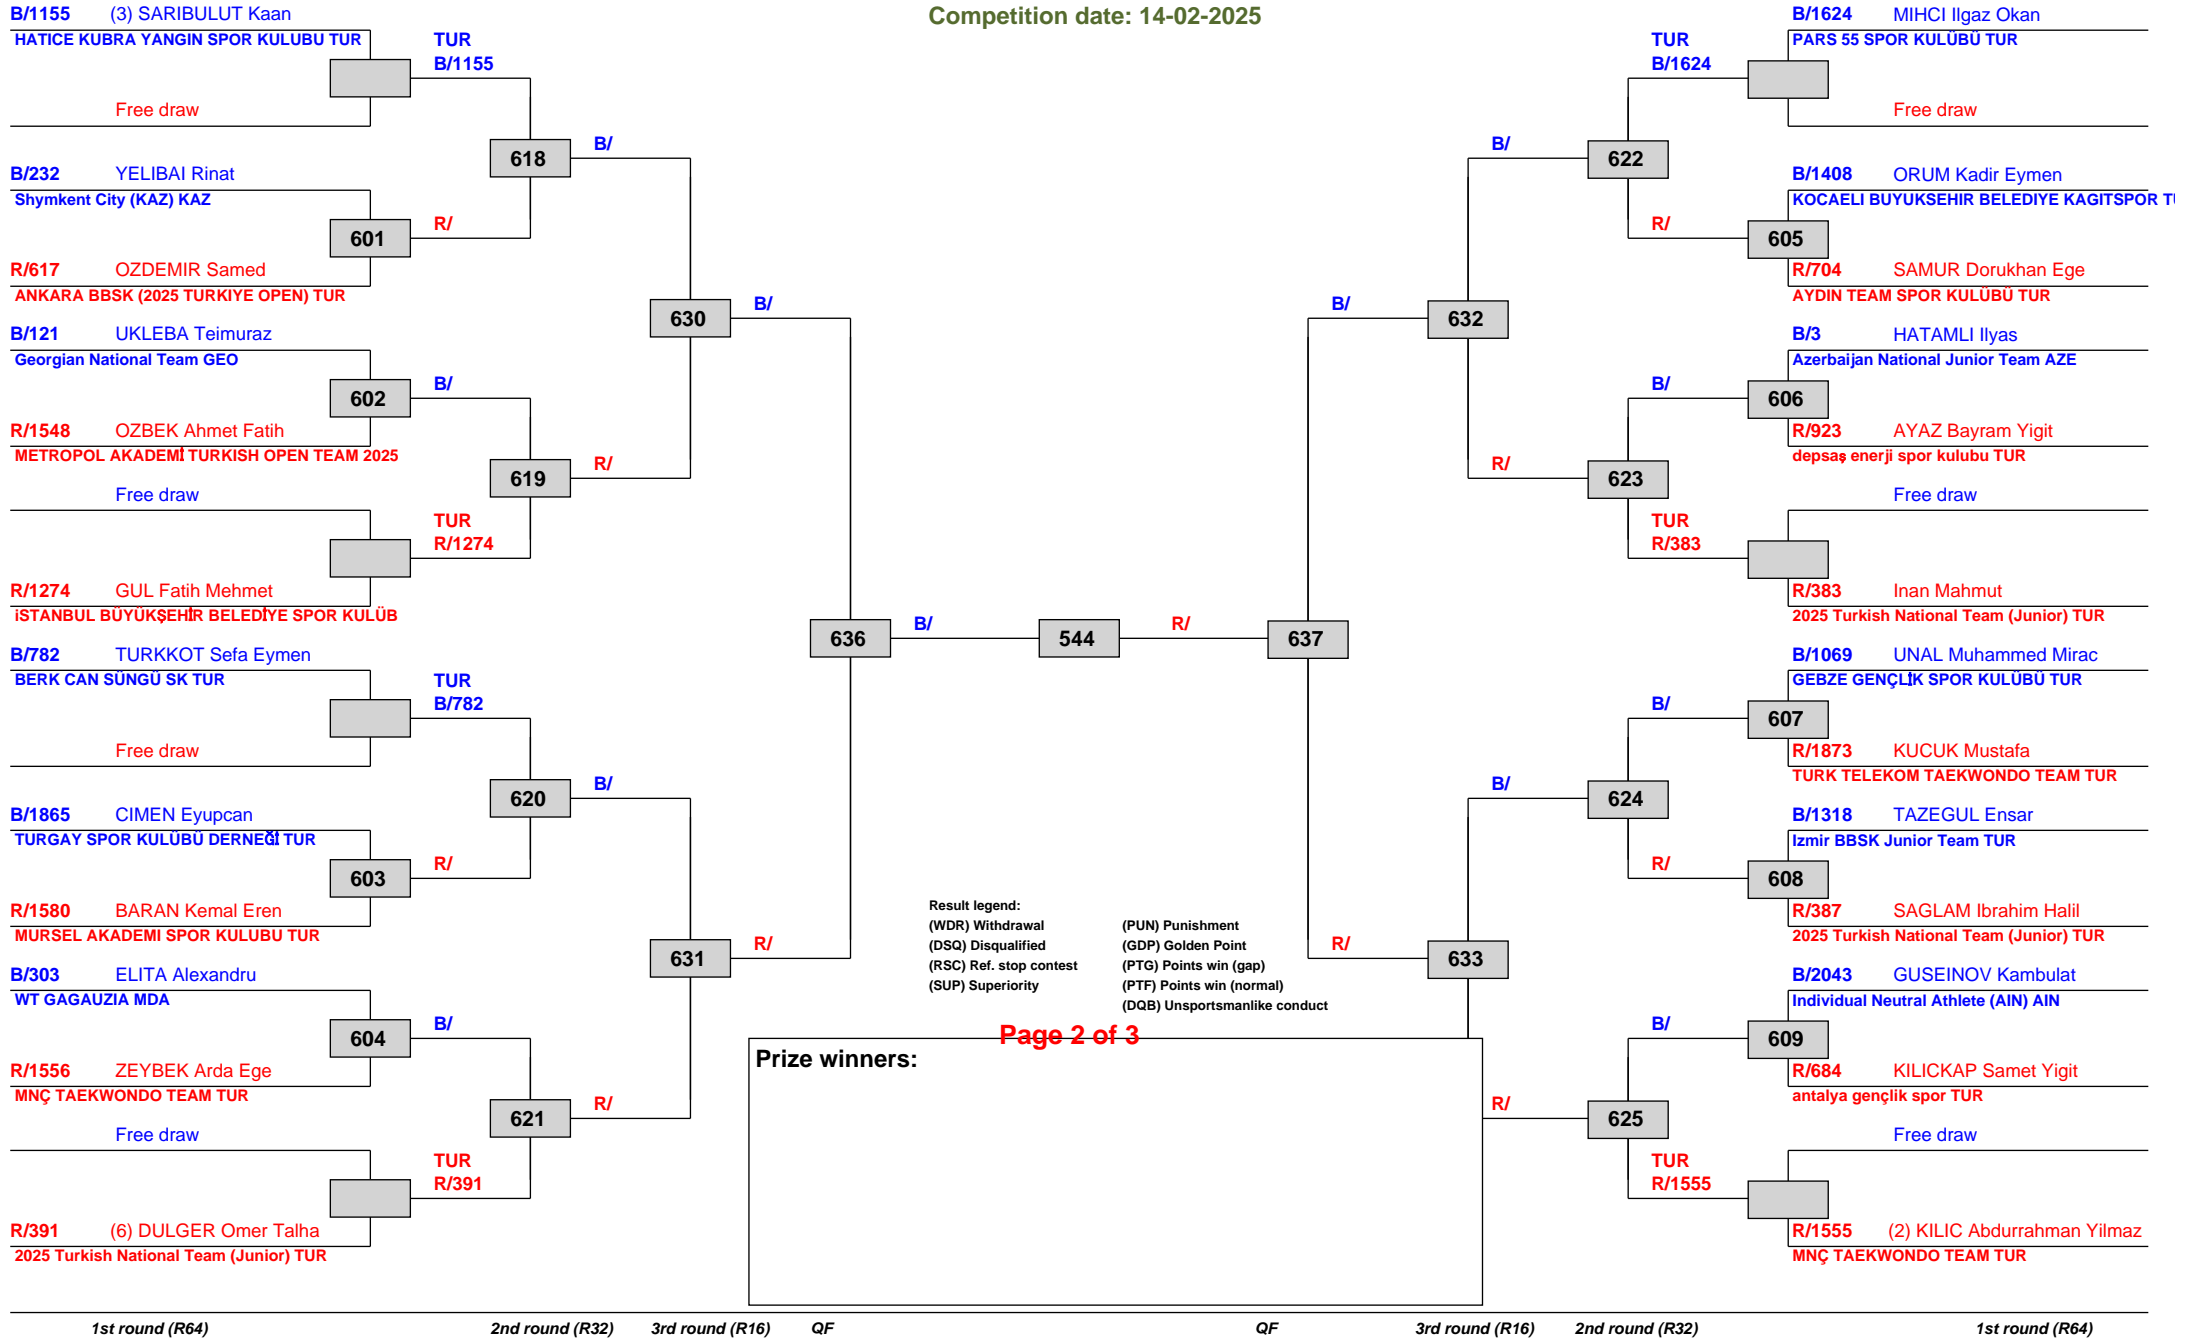 Competition date: 14-02-2025
B/1155 (3) SARIBULUT Kaan
HATICE KUBRA YANGIN SPOR KULUBU TUR
TUR
B/1155
Free draw
618
B/
B/232 YELIBAI Rinat
Shymkent City (KAZ) KAZ
601
R/
R/617 OZDEMIR Samed
ANKARA BBSK (2025 TURKIYE OPEN) TUR
630
B/
B/121 UKLEBA Teimuraz
Georgian National Team GEO
602
B/
R/1548 OZBEK Ahmet Fatih
METROPOL AKADEMİ TURKISH OPEN TEAM 2025
619
R/
Free draw
TUR
R/1274
R/1274 GUL Fatih Mehmet
iSTANBUL BÜYÜKŞEHİR BELEDİYE SPOR KULÜB
636
B/
544
R/
637
B/782 TURKKOT Sefa Eymen
BERK CAN SÜNGÜ SK TUR
TUR
B/782
Free draw
620
B/
B/1865 CIMEN Eyupcan
TURGAY SPOR KULÜBÜ DERNEĞİ TUR
603
R/
R/1580 BARAN Kemal Eren
MURSEL AKADEMI SPOR KULUBU TUR
631
R/
B/303 ELITA Alexandru
WT GAGAUZIA MDA
604
B/
R/1556 ZEYBEK Arda Ege
MNÇ TAEKWONDO TEAM TUR
621
R/
Free draw
TUR
R/391
R/391 (6) DULGER Omer Talha
2025 Turkish National Team (Junior) TUR
B/1624 MIHCI Ilgaz Okan
PARS 55 SPOR KULÜBÜ TUR
TUR
B/1624
Free draw
B/
622
B/1408 ORUM Kadir Eymen
KOCAELI BUYUKSEHIR BELEDIYE KAGITSPOR TU
R/
605
R/704 SAMUR Dorukhan Ege
AYDIN TEAM SPOR KULÜBÜ TUR
B/
632
B/3 HATAMLI Ilyas
Azerbaijan National Junior Team AZE
B/
606
R/923 AYAZ Bayram Yigit
depsaş enerji spor kulubu TUR
R/
623
Free draw
TUR
R/383
R/383 Inan Mahmut
2025 Turkish National Team (Junior) TUR
B/1069 UNAL Muhammed Mirac
GEBZE GENÇLİK SPOR KULÜBÜ TUR
B/
607
R/1873 KUCUK Mustafa
TURK TELEKOM TAEKWONDO TEAM TUR
B/
624
B/1318 TAZEGUL Ensar
Izmir BBSK Junior Team TUR
R/
608
R/387 SAGLAM Ibrahim Halil
2025 Turkish National Team (Junior) TUR
R/
633
B/2043 GUSEINOV Kambulat
Individual Neutral Athlete (AIN) AIN
B/
609
R/684 KILICKAP Samet Yigit
antalya gençlik spor TUR
R/
625
Free draw
TUR
R/1555
R/1555 (2) KILIC Abdurrahman Yilmaz
MNÇ TAEKWONDO TEAM TUR
Result legend:
(WDR) Withdrawal (PUN) Punishment
(DSQ) Disqualified (GDP) Golden Point
(RSC) Ref. stop contest (PTG) Points win (gap)
(SUP) Superiority (PTF) Points win (normal)
(DQB) Unsportsmanlike conduct
Page 2 of 3
Prize winners:
1st round (R64) 2nd round (R32) 3rd round (R16) QF QF 3rd round (R16) 2nd round (R32) 1st round (R64)